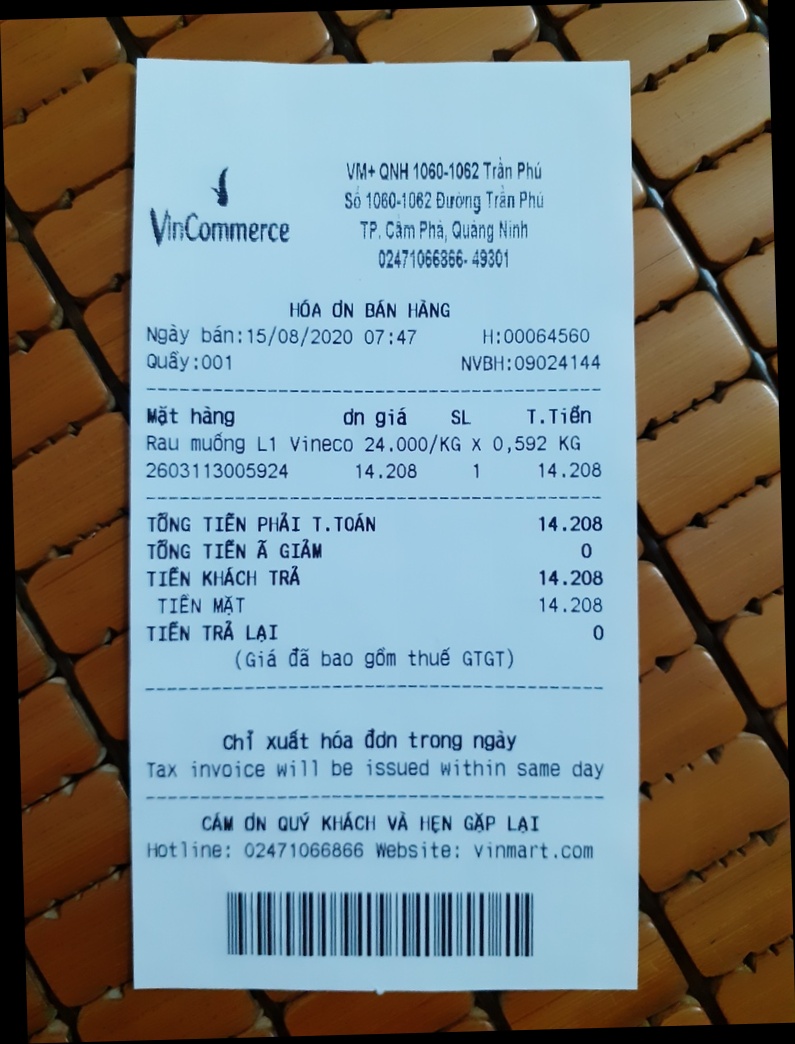 VM+ QNH 1060-1062 Trần Phú
Số 1060-1062 Đường Trần Phú
VinCommerce
TP. Cẩm Phả, Quảng Ninh
02471066866- 49301
HÓA ƠN BÁN HÀNG
Ngày bán:15/08/2020 07:47 H:00064560
Quầy:001 NVBH:09024144
Mặt hàng ơn giá SL T.Tiền
Rau muống L1 Vineco 24.000/KG X 0,592 KG
2603113005924 14.208 1 14.208
TỔNG TIỀN PHẢI T.TOÁN 14.208
TỔNG TIỀN Ã GIẢM 0
TIỀN KHÁCH TRẢ 14.208
TIỀN MẶT 14.208
TIỀN TRẢ LẠI 0
(Giá đã bao gồm thuế GTGT)
Chỉ xuất hóa đơn trong ngày
Tax invoice will be issued within same day
CÁM ƠN QUÝ KHÁCH VÀ HẸN GẶP LẠI
Hotline: 02471066866 Website: vinmart.com